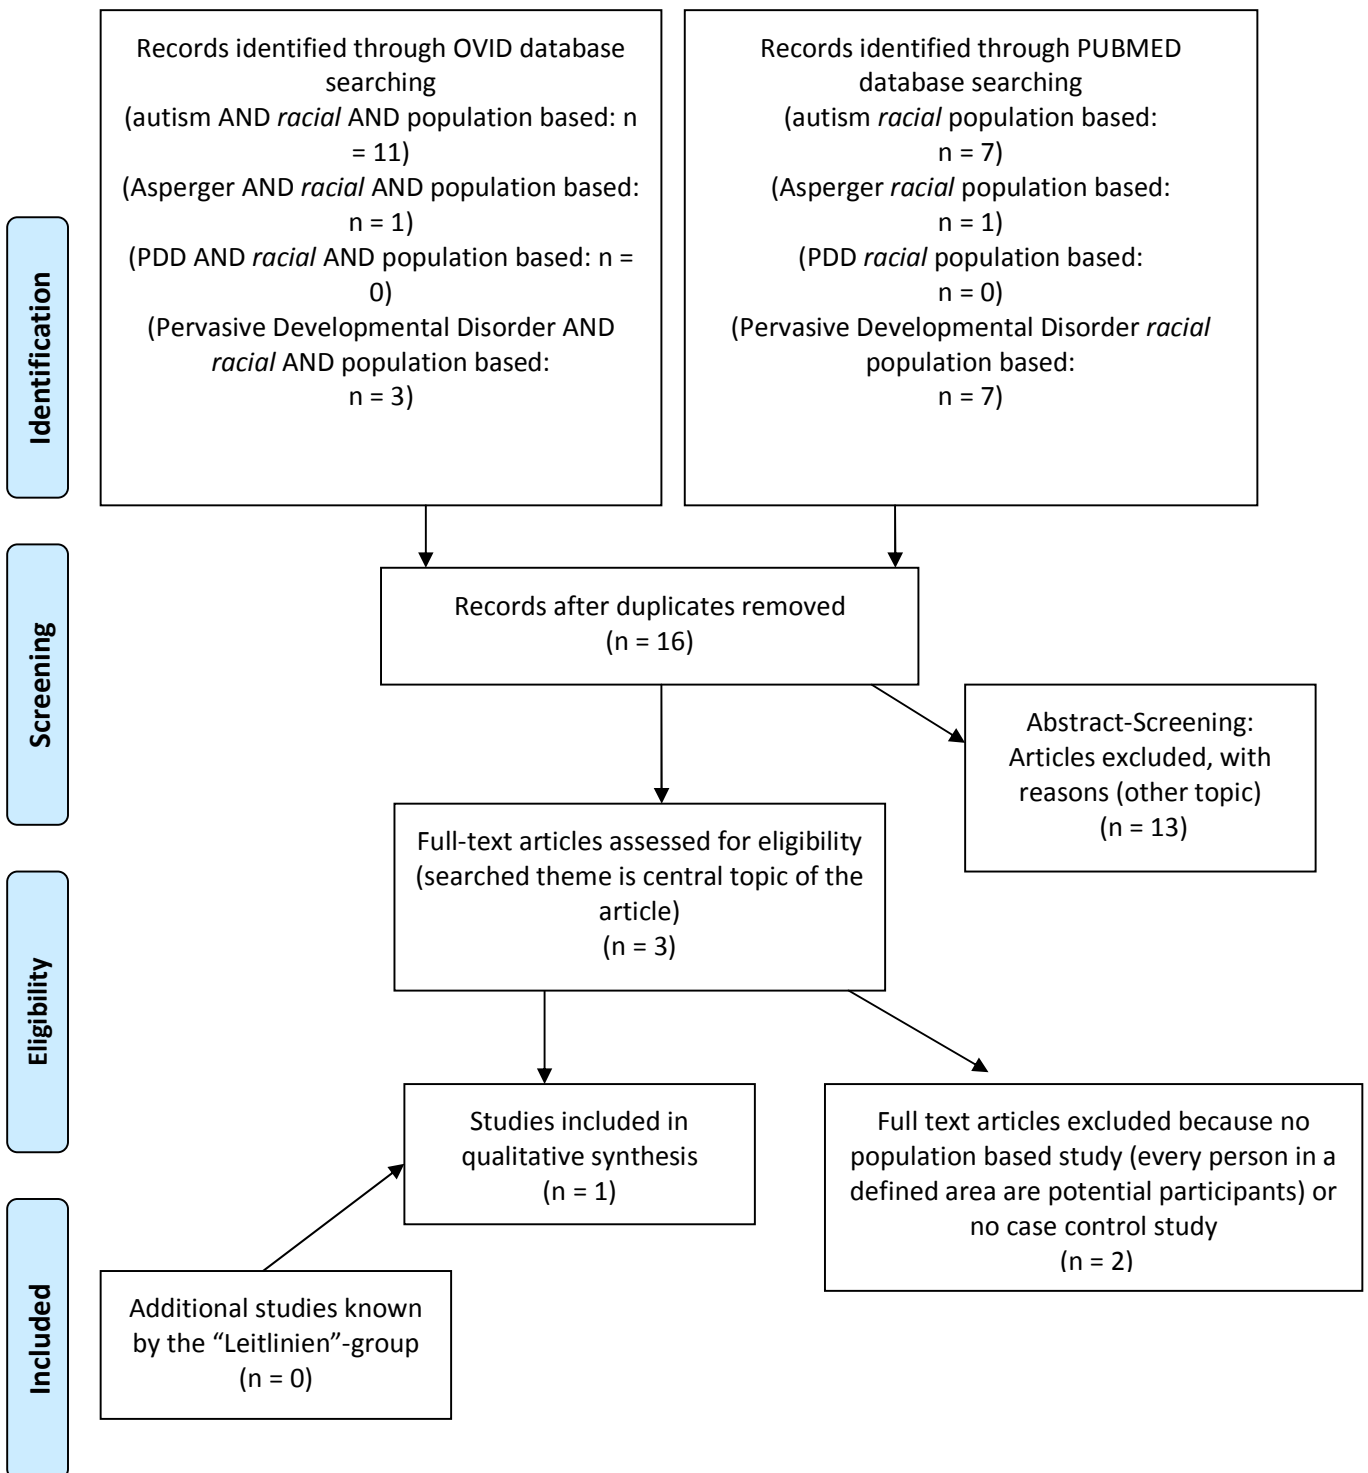 Records identified through OVID database
searching
(autism AND racial AND population based: n
= 11)
(Asperger AND racial AND population based:
n = 1)
(PDD AND racial AND population based: n =
0)
(Pervasive Developmental Disorder AND
racial AND population based:
n = 3)
Records identified through PUBMED
database searching
(autism racial population based:
n = 7)
(Asperger racial population based:
n = 1)
(PDD racial population based:
n = 0)
(Pervasive Developmental Disorder racial
population based:
n = 7)
Identification
Records after duplicates removed
(n = 16)
Screening
Abstract-Screening:
Articles excluded, with
reasons (other topic)
(n = 13)
Full-text articles assessed for eligibility
(searched theme is central topic of the
article)
(n = 3)
Eligibility
Studies included in
qualitative synthesis
(n = 1)
Full text articles excluded because no
population based study (every person in a
defined area are potential participants) or
no case control study
(n = 2)
Included
Additional studies known
by the “Leitlinien”-group
(n = 0)